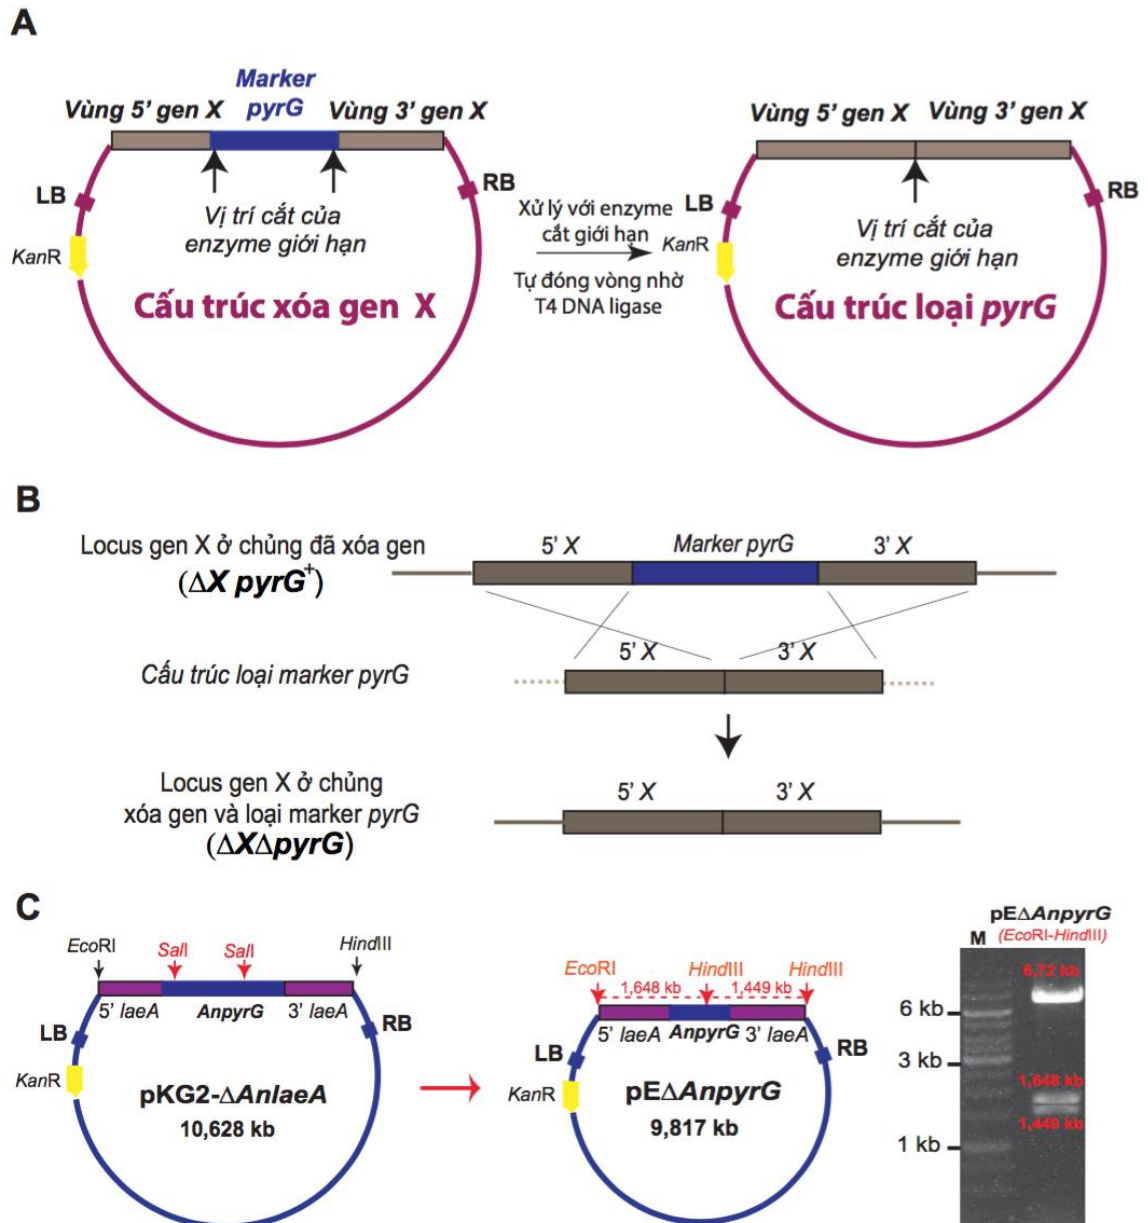 A
Marker
pyrG
Vùng 5' gen X
Vùng 3' gen X
LB
RB
KanR
Vị trí cắt của
enzyme giới hạn
Cấu trúc xóa gen X
Xử lý với enzyme
cắt giới hạn
Tự đóng vòng nhờ
T4 DNA ligase
Vùng 5' gen X
Vùng 3' gen X
LB
RB
KanR
Vị trí cắt của
enzyme giới hạn
Cấu trúc loại pyrG
B
Locus gen X ở chủng đã xóa gen
(ΔX pyrG+)
5' X
Marker pyrG
3' X
Cấu trúc loại marker pyrG
5' X
3' X
Locus gen X ở chủng
xóa gen và loại marker pyrG
(ΔXΔpyrG)
5' X
3' X
C
EcoRI
SalI
SalI
HindIII
5' laeA
AnpyrG
3' laeA
LB
RB
KanR
pKG2-ΔAnlaeA
10,628 kb
EcoRI
HindIII
HindIII
1,648 kb
1,449 kb
5' laeA
AnpyrG
3' laeA
LB
RB
KanR
pEΔAnpyrG
9,817 kb
pEΔAnpyrG
(EcoRI-HindIII)
M
6,72 kb
6 kb
3 kb
1,648 kb
1,449 kb
1 kb